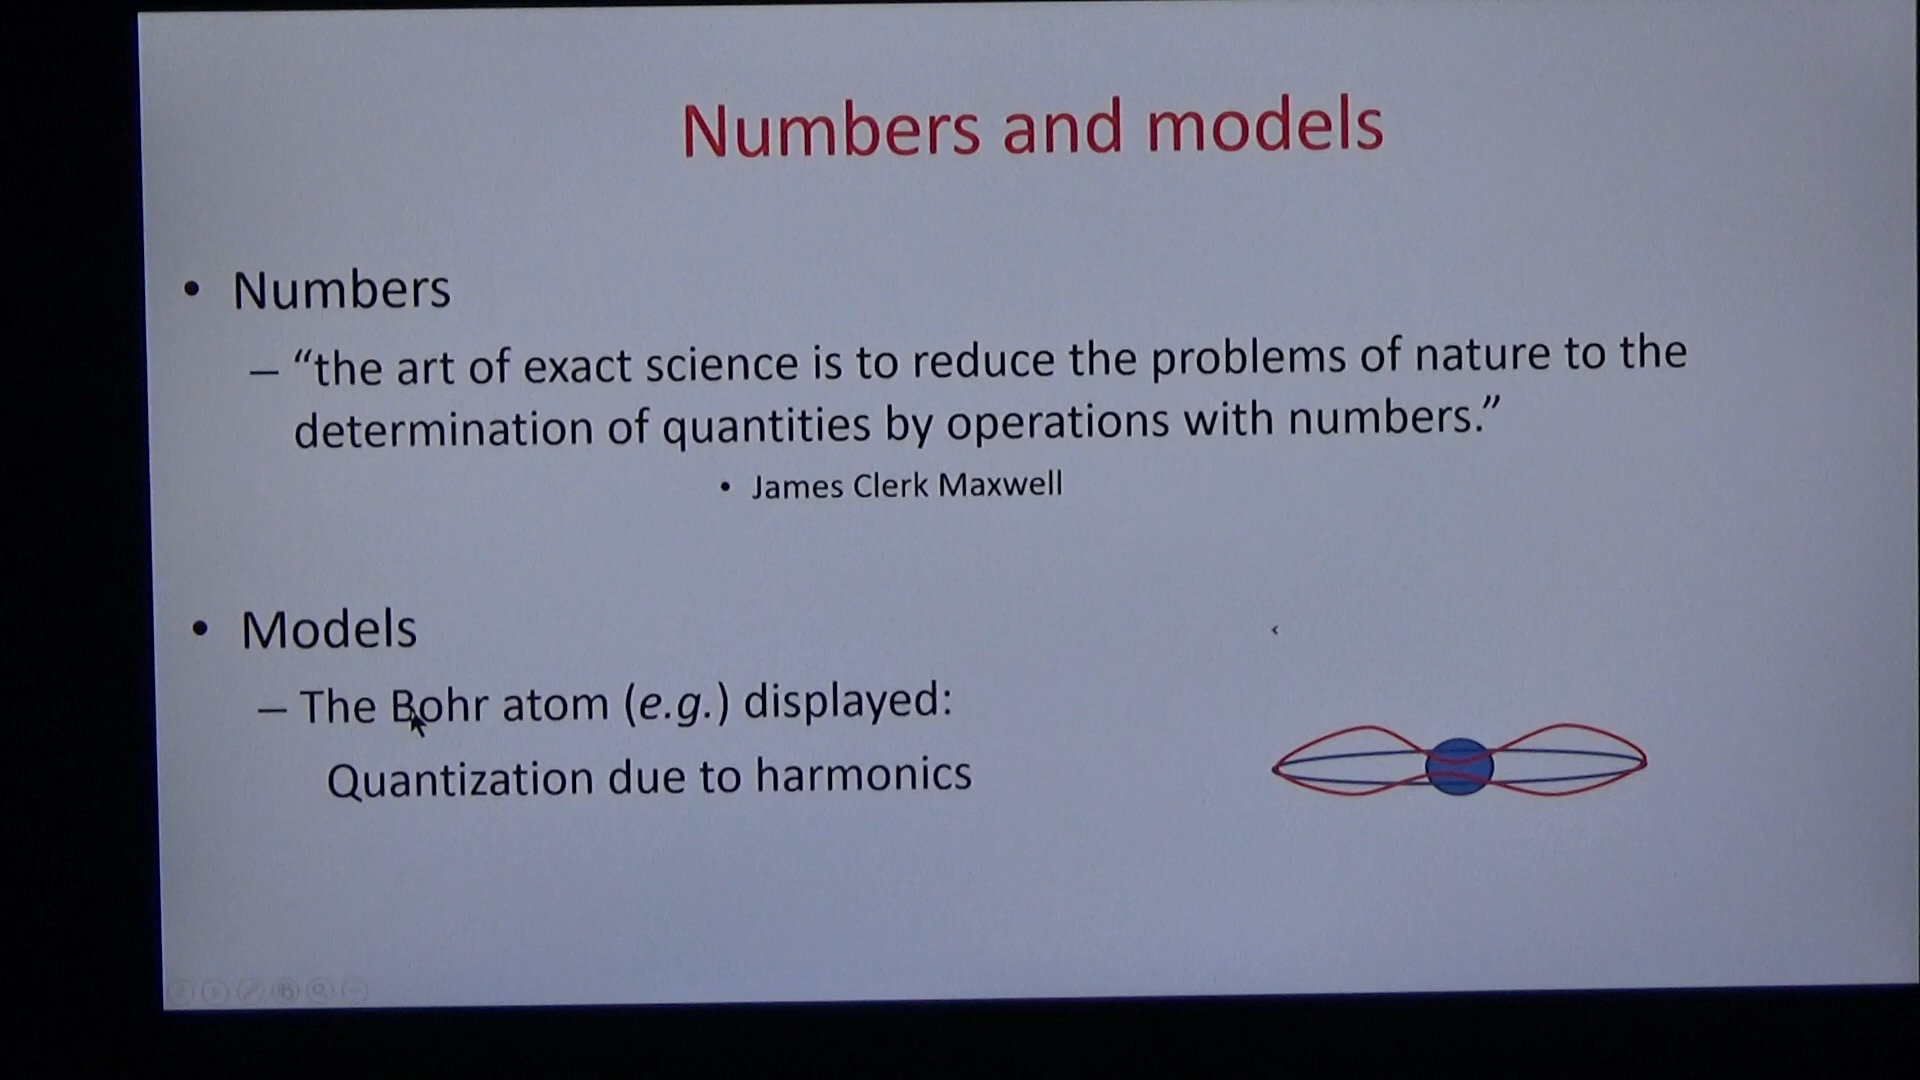 Numbers and models
• Numbers
– “the art of exact science is to reduce the problems of nature to the
determination of quantities by operations with numbers.”
• James Clerk Maxwell
• Models
– The Bohr atom (e.g.) displayed:
Quantization due to harmonics